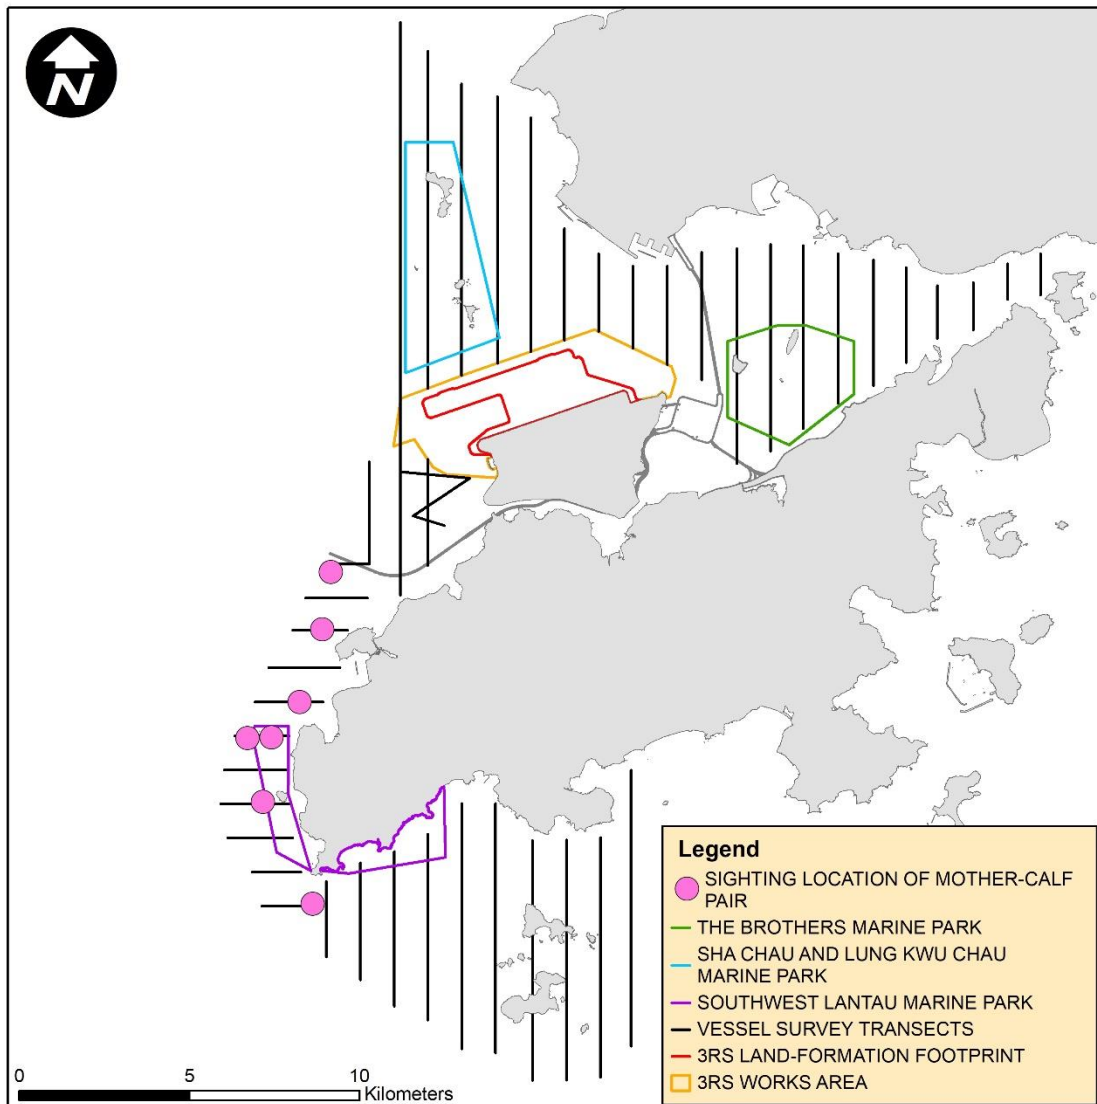 N
Legend
SIGHTING LOCATION OF MOTHER-CALF
PAIR
THE BROTHERS MARINE PARK
SHA CHAU AND LUNG KWU CHAU
MARINE PARK
SOUTHWEST LANTAU MARINE PARK
VESSEL SURVEY TRANSECTS
3RS LAND-FORMATION FOOTPRINT
3RS WORKS AREA
0 5 10
Kilometers